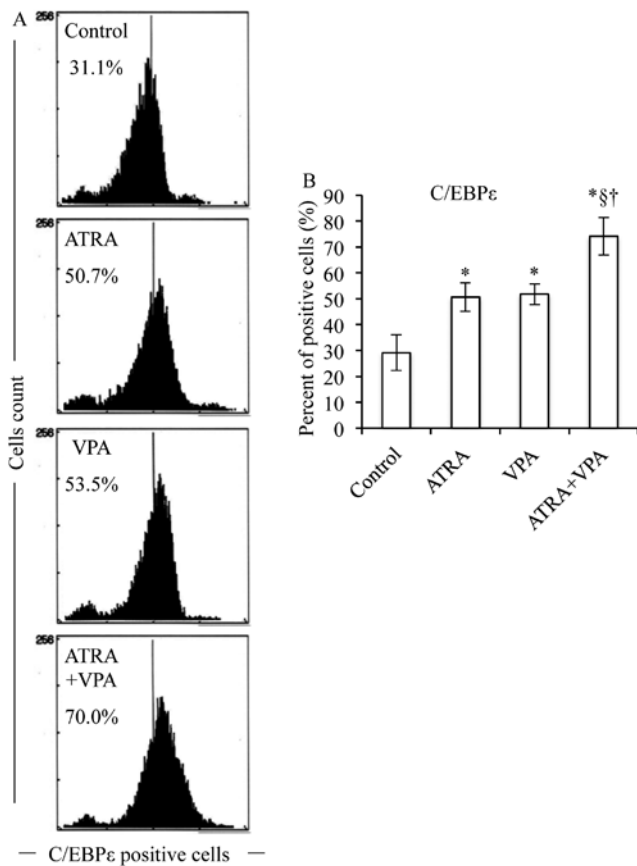 A
256
Control
31.1%
256
ATRA
50.7%
256
VPA
53.5%
256
ATRA
+VPA
70.0%
Cells count
C/EBPε positive cells
B
C/EBPε
Percent of positive cells (%)
90
80
70
60
50
40
30
20
10
0
*
*
*§†
Control
ATRA
VPA
ATRA+VPA